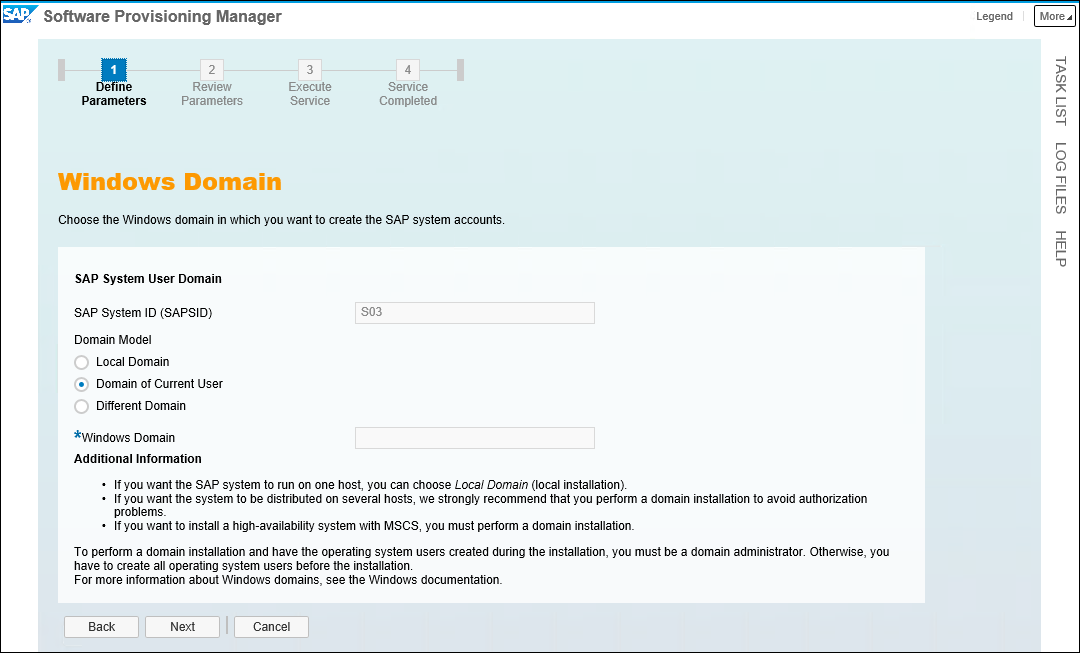 SAP Software Provisioning Manager
Legend
More
1
2
3
4
Define
Parameters
Review
Parameters
Execute
Service
Service
Completed
TASK LIST
LOG FILES
HELP
Windows Domain
Choose the Windows domain in which you want to create the SAP system accounts.
SAP System User Domain
SAP System ID (SAPSID)
S03
Domain Model
Local Domain
Domain of Current User
Different Domain
*Windows Domain
Additional Information
• If you want the SAP system to run on one host, you can choose Local Domain (local installation).
• If you want the system to be distributed on several hosts, we strongly recommend that you perform a domain installation to avoid authorization
problems.
• If you want to install a high-availability system with MSCS, you must perform a domain installation.
To perform a domain installation and have the operating system users created during the installation, you must be a domain administrator. Otherwise, you
have to create all operating system users before the installation.
For more information about Windows domains, see the Windows documentation.
Back
Next
Cancel